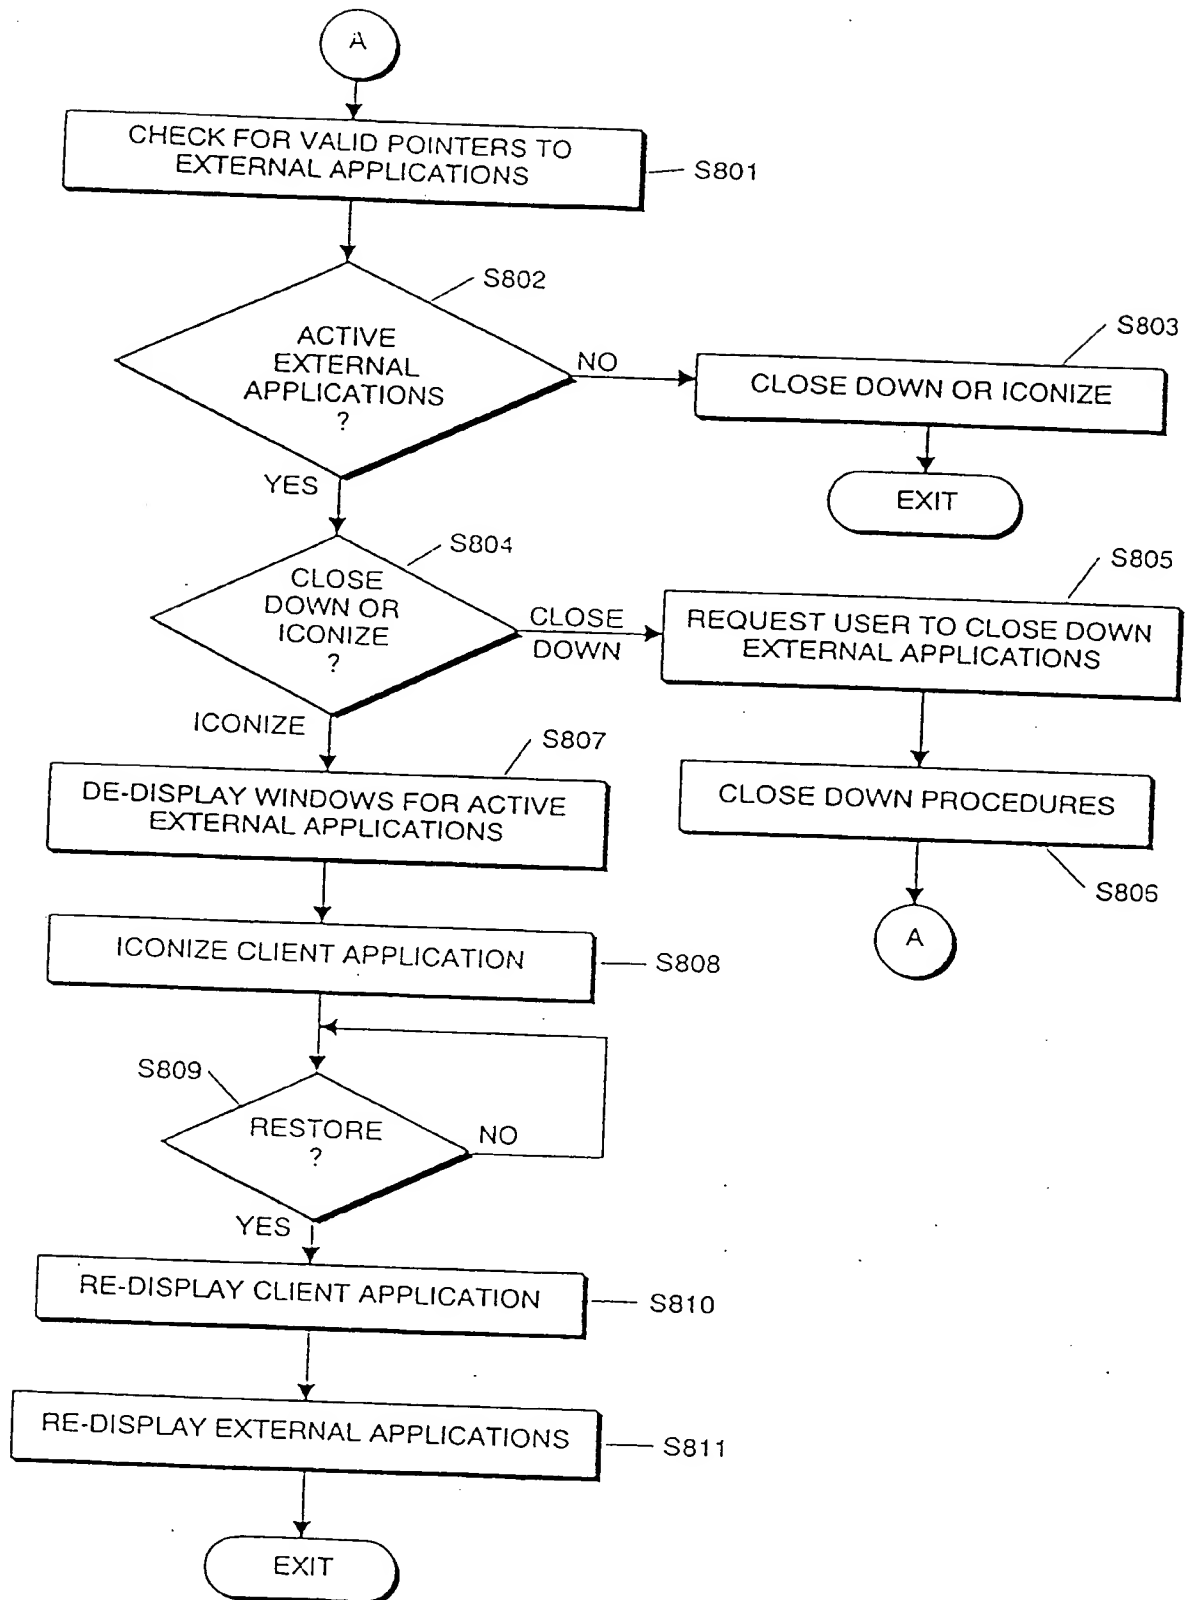 A
CHECK FOR VALID POINTERS TO
EXTERNAL APPLICATIONS
S801
S802
ACTIVE
EXTERNAL
APPLICATIONS
?
NO
S803
CLOSE DOWN OR ICONIZE
EXIT
YES
S804
CLOSE
DOWN OR
ICONIZE
?
CLOSE
DOWN
S805
REQUEST USER TO CLOSE DOWN
EXTERNAL APPLICATIONS
CLOSE DOWN PROCEDURES
S806
A
ICONIZE
S807
DE-DISPLAY WINDOWS FOR ACTIVE
EXTERNAL APPLICATIONS
ICONIZE CLIENT APPLICATION
S808
S809
RESTORE
?
NO
YES
RE-DISPLAY CLIENT APPLICATION
S810
RE-DISPLAY EXTERNAL APPLICATIONS
S811
EXIT